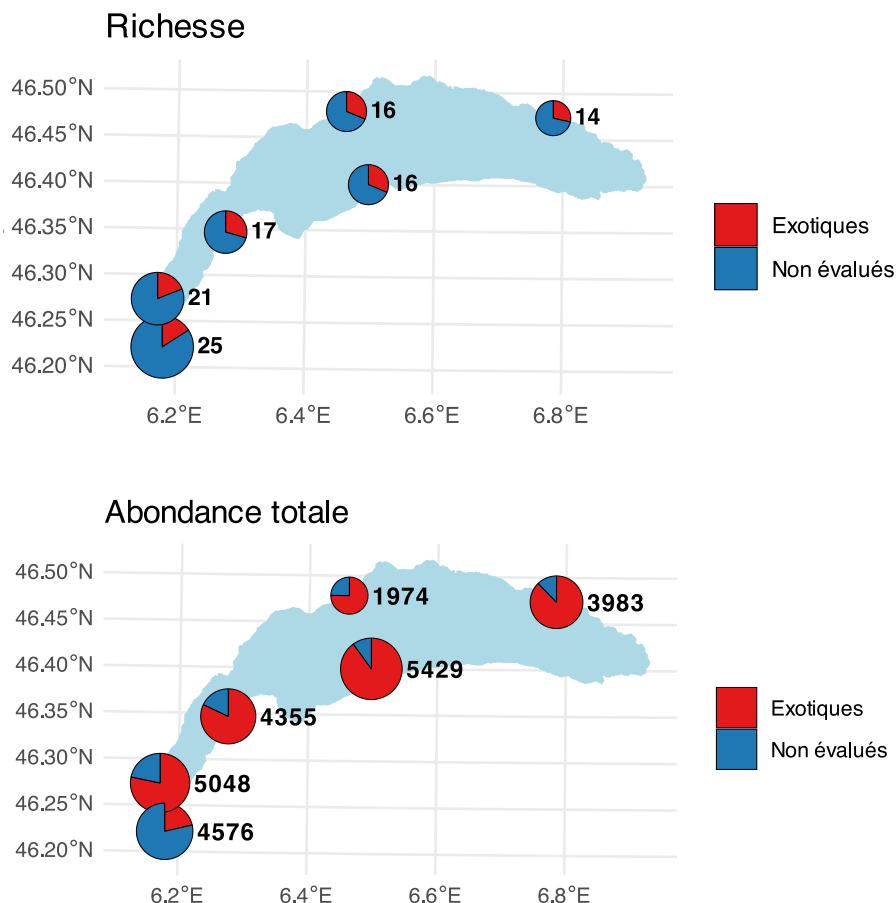 Richesse
46.50°N
46.45°N
46.40°N
46.35°N
46.30°N
46.25°N
46.20°N
16
14
16
17
21
25
6.2°E 6.4°E 6.6°E 6.8°E
Exotiques
Non évalués
Abondance totale
46.50°N
46.45°N
46.40°N
46.35°N
46.30°N
46.25°N
46.20°N
1974
3983
5429
4355
5048
4576
6.2°E 6.4°E 6.6°E 6.8°E
Exotiques
Non évalués